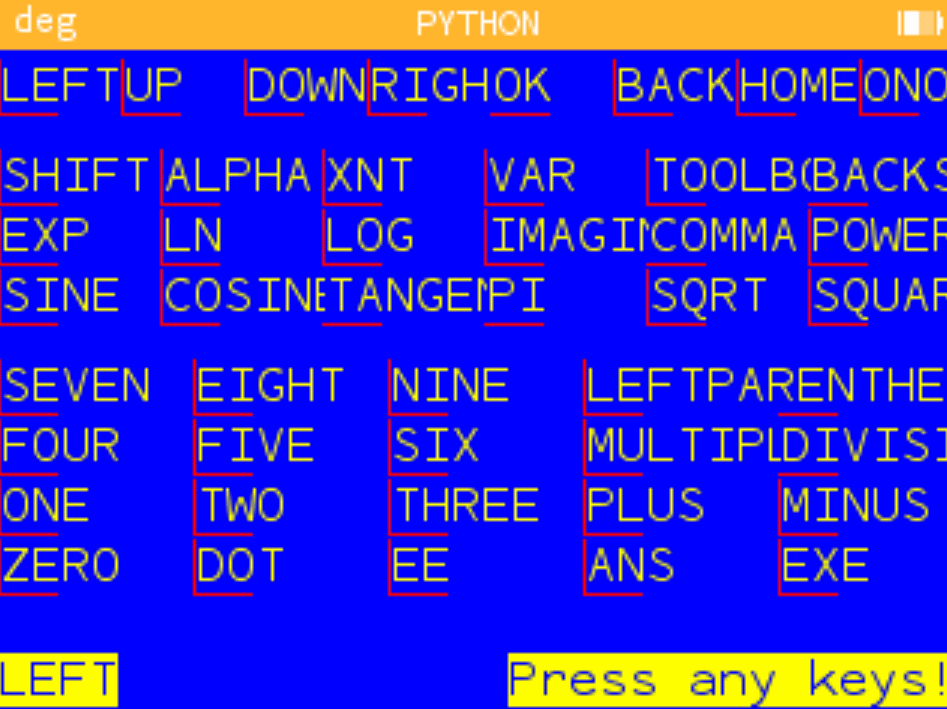 deg PYTHON
LEFT UP DOWN RIGH OK BACK HOME ONO
SHIFT ALPHA XNT VAR TOOLB( BACKS
EXP LN LOG IMAGIN COMMA POWER
SINE COSINE TANGEN PI SQRT SQUAR
SEVEN EIGHT NINE LEFTPARENTHE
FOUR FIVE SIX MULTIPL DIVISI
ONE TWO THREE PLUS MINUS
ZERO DOT EE ANS EXE
LEFT Press any keys!